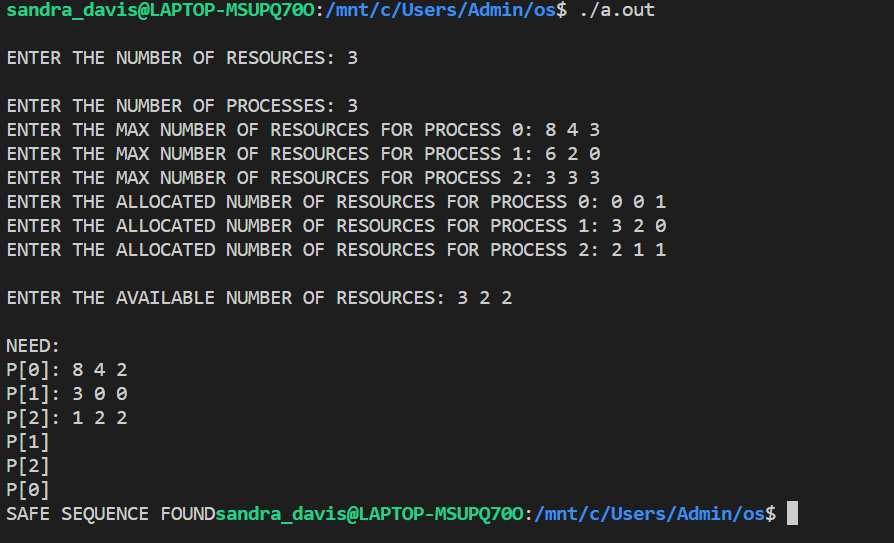 sandra_davis@LAPTOP-MSUPQ70O:/mnt/c/Users/Admin/os$ ./a.out
ENTER THE NUMBER OF RESOURCES: 3
ENTER THE NUMBER OF PROCESSES: 3
ENTER THE MAX NUMBER OF RESOURCES FOR PROCESS 0: 8 4 3
ENTER THE MAX NUMBER OF RESOURCES FOR PROCESS 1: 6 2 0
ENTER THE MAX NUMBER OF RESOURCES FOR PROCESS 2: 3 3 3
ENTER THE ALLOCATED NUMBER OF RESOURCES FOR PROCESS 0: 0 0 1
ENTER THE ALLOCATED NUMBER OF RESOURCES FOR PROCESS 1: 3 2 0
ENTER THE ALLOCATED NUMBER OF RESOURCES FOR PROCESS 2: 2 1 1
ENTER THE AVAILABLE NUMBER OF RESOURCES: 3 2 2
NEED:
P[0]: 8 4 2
P[1]: 3 0 0
P[2]: 1 2 2
P[1]
P[2]
P[0]
SAFE SEQUENCE FOUNDsandra_davis@LAPTOP-MSUPQ70O:/mnt/c/Users/Admin/os$